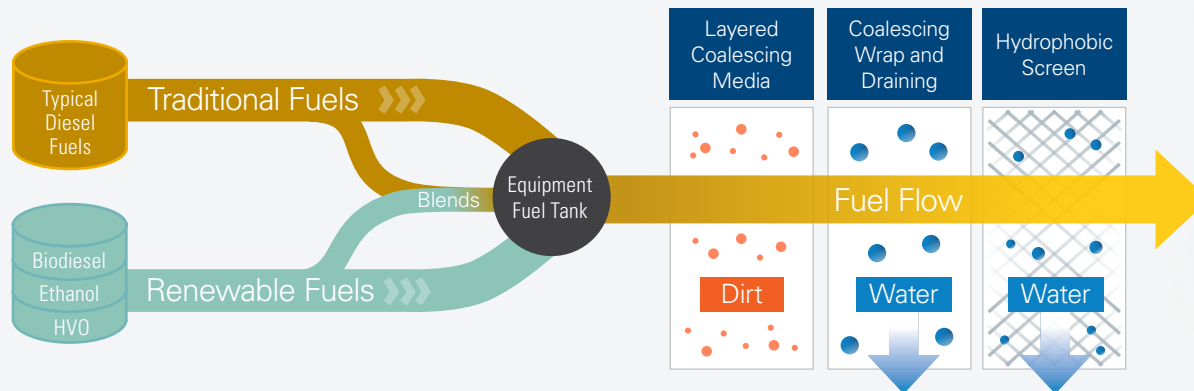 Typical
Diesel
Fuels
Traditional Fuels
Blends
Biodiesel
Ethanol
HVO
Renewable Fuels
Equipment
Fuel Tank
Layered
Coalescing
Media
Coalescing
Wrap and
Draining
Hydrophobic
Screen
Fuel Flow
Dirt
Water
Water